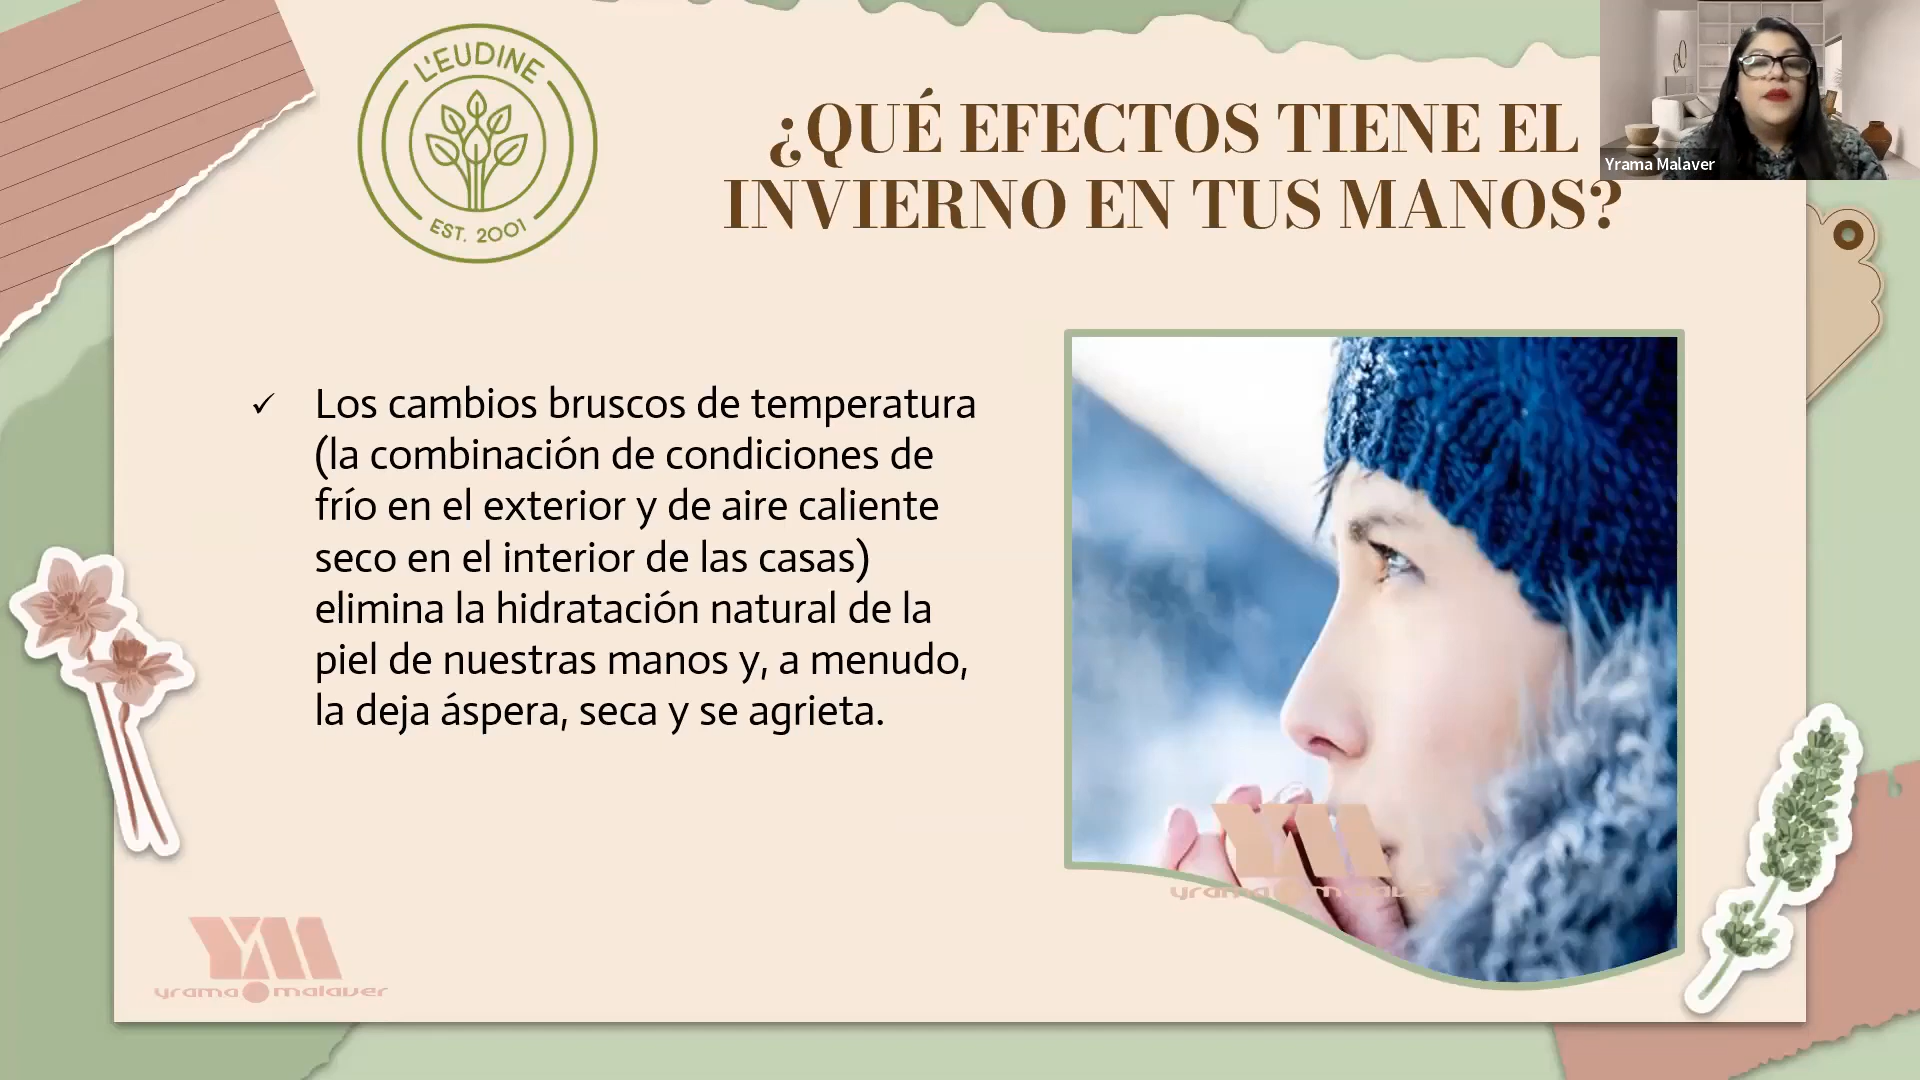 L'EUDINE
EST. 2001
¿QUÉ EFECTOS TIENE EL
INVIERNO EN TUS MANOS?
Yrama Malaver
✓ Los cambios bruscos de temperatura
(la combinación de condiciones de
frío en el exterior y de aire caliente
seco en el interior de las casas)
elimina la hidratación natural de la
piel de nuestras manos y, a menudo,
la deja áspera, seca y se agrieta.
YM
yrama malaver
YM
yrama malaver